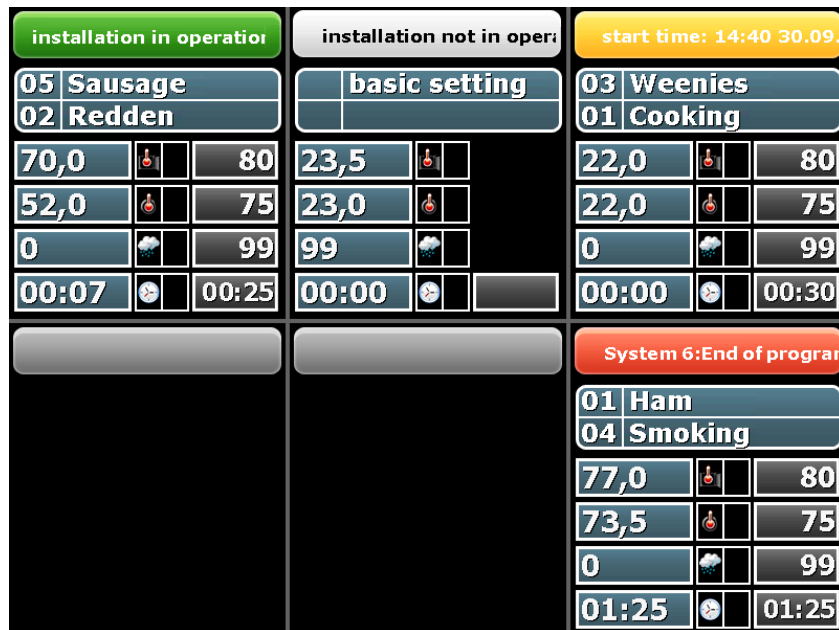 installation in operation
05 Sausage
02 Redden
70,0 80
52,0 75
0 99
00:07 00:25
installation not in opera
basic setting
23,5
23,0
99
00:00
start time: 14:40 30.09.
03 Weenies
01 Cooking
22,0 80
22,0 75
0 99
00:00 00:30
System 6:End of program
01 Ham
04 Smoking
77,0 80
73,5 75
0 99
01:25 01:25